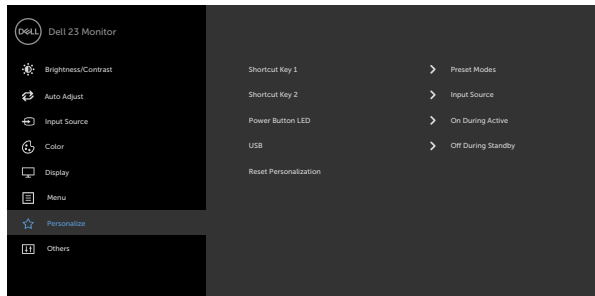 DELL Dell 23 Monitor
Brightness/Contrast
Auto Adjust
Input Source
Color
Display
Menu
Personalize
Others
Shortcut Key 1 Preset Modes
Shortcut Key 2 Input Source
Power Button LED On During Active
USB Off During Standby
Reset Personalization